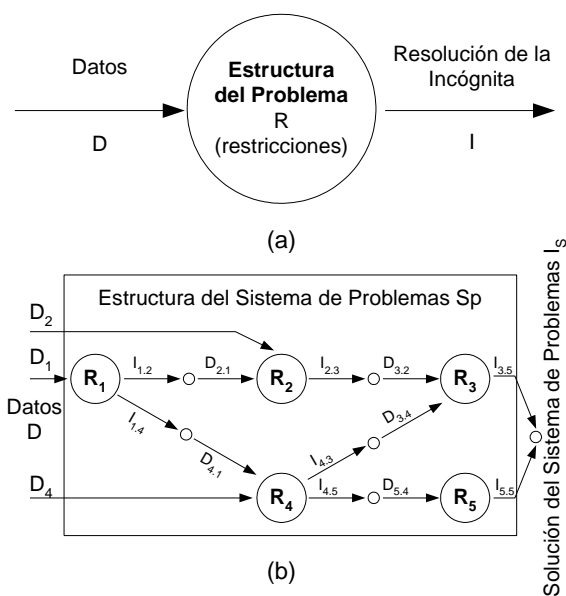 Datos
D
Estructura
del Problema
R
(restricciones)
Resolución de la
Incógnita
I
(a)
Estructura del Sistema de Problemas Sp
D2
D1
Datos
D
D4
R1
I1.2
D2.1
R2
I2.3
D3.2
R3
I3.5
I1.4
D4.1
I4.3
D3.4
R4
I4.5
D5.4
R5
I5.5
Solución del Sistema de Problemas IS
(b)